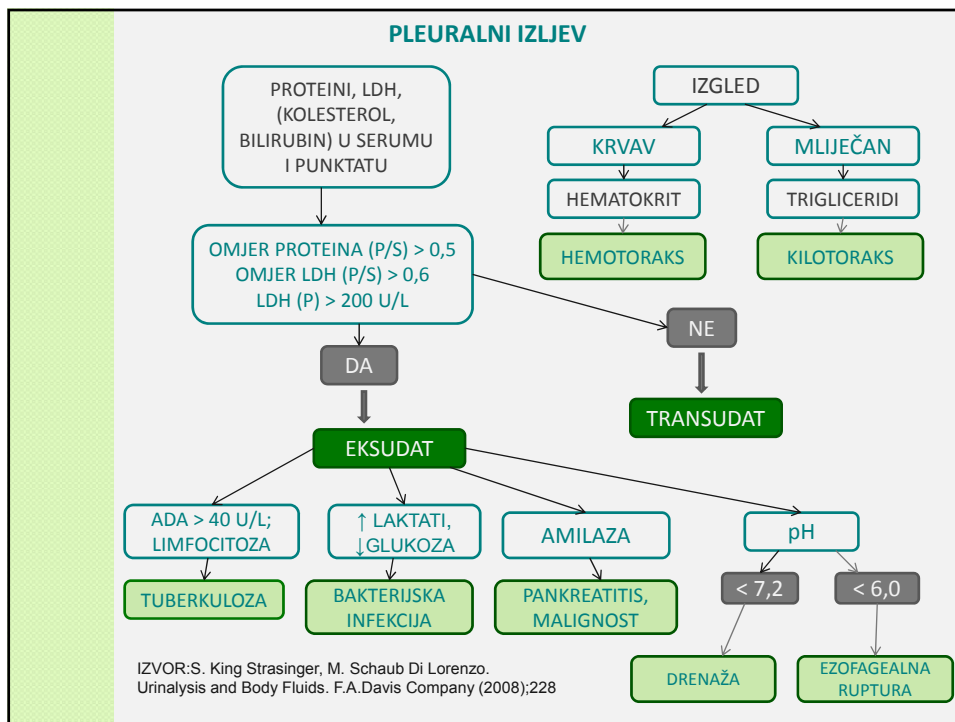 PLEURALNI IZLJEV
PROTEINI, LDH,
(KOLESTEROL,
BILIRUBIN) U SERUMU
I PUNKTATU
IZGLED
KRVAV
MLIJEČAN
HEMATOKRIT
TRIGLICERIDI
HEMOTORAKS
KILOTORAKS
OMJER PROTEINA (P/S) > 0,5
OMJER LDH (P/S) > 0,6
LDH (P) > 200 U/L
NE
DA
TRANSUDAT
EKSUDAT
ADA > 40 U/L;
LIMFOCITOZA
↑ LAKTATI,
↓GLUKOZA
AMILAZA
pH
TUBERKULOZA
BAKTERIJSKA
INFEKCIJA
PANKREATITIS,
MALIGNOST
< 7,2
< 6,0
DRENAŽA
EZOFAGEALNA
RUPTURA
IZVOR:S. King Strasinger, M. Schaub Di Lorenzo.
Urinalysis and Body Fluids. F.A.Davis Company (2008);228